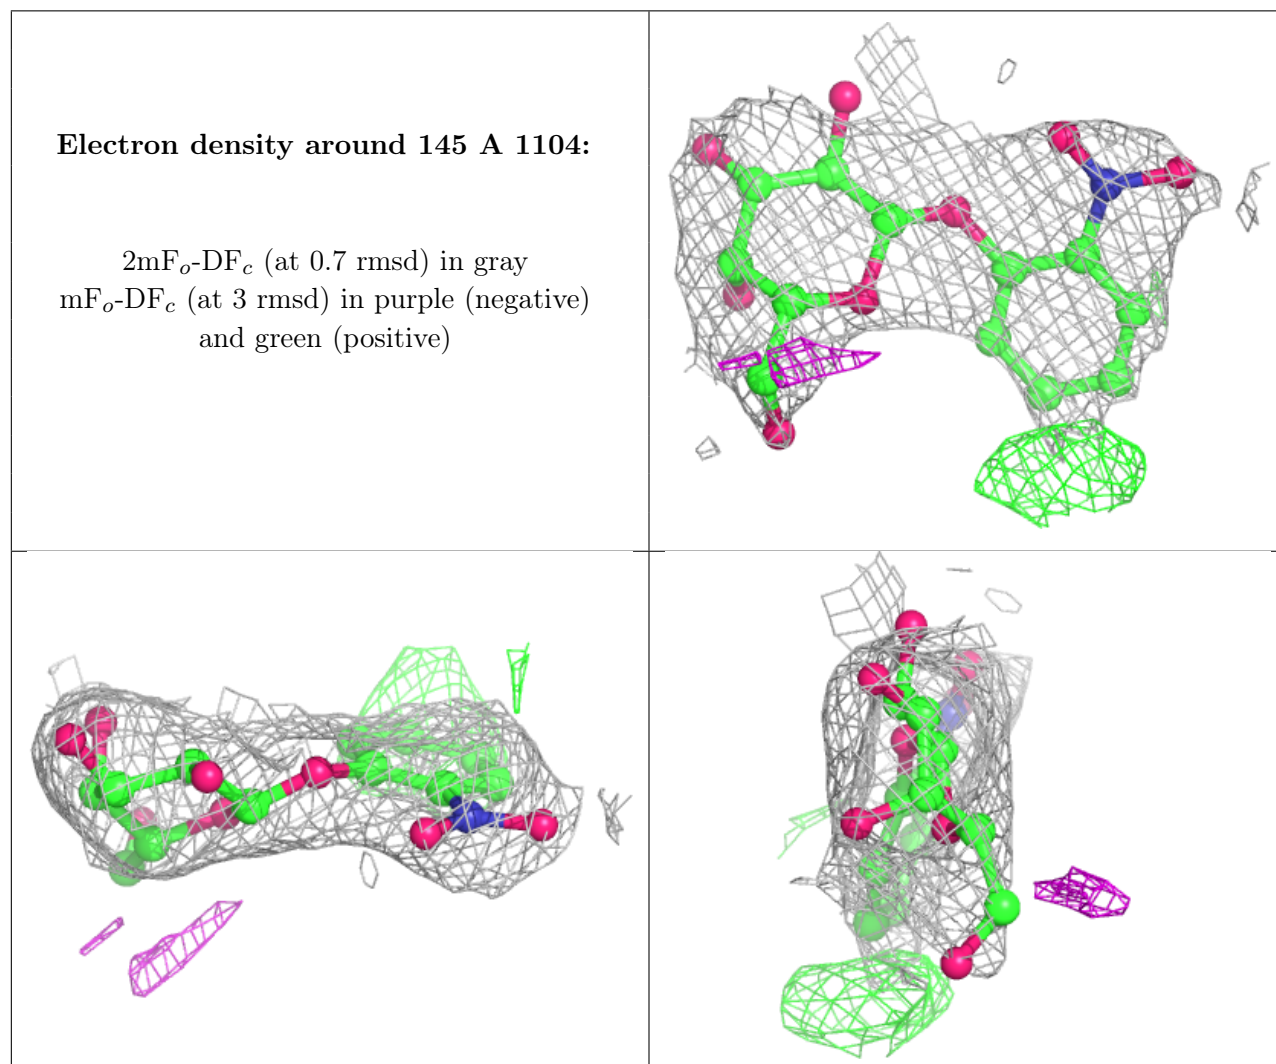 Electron density around 145 A 1104:
2mFo-DFc (at 0.7 rmsd) in gray
mFo-DFc (at 3 rmsd) in purple (negative)
and green (positive)